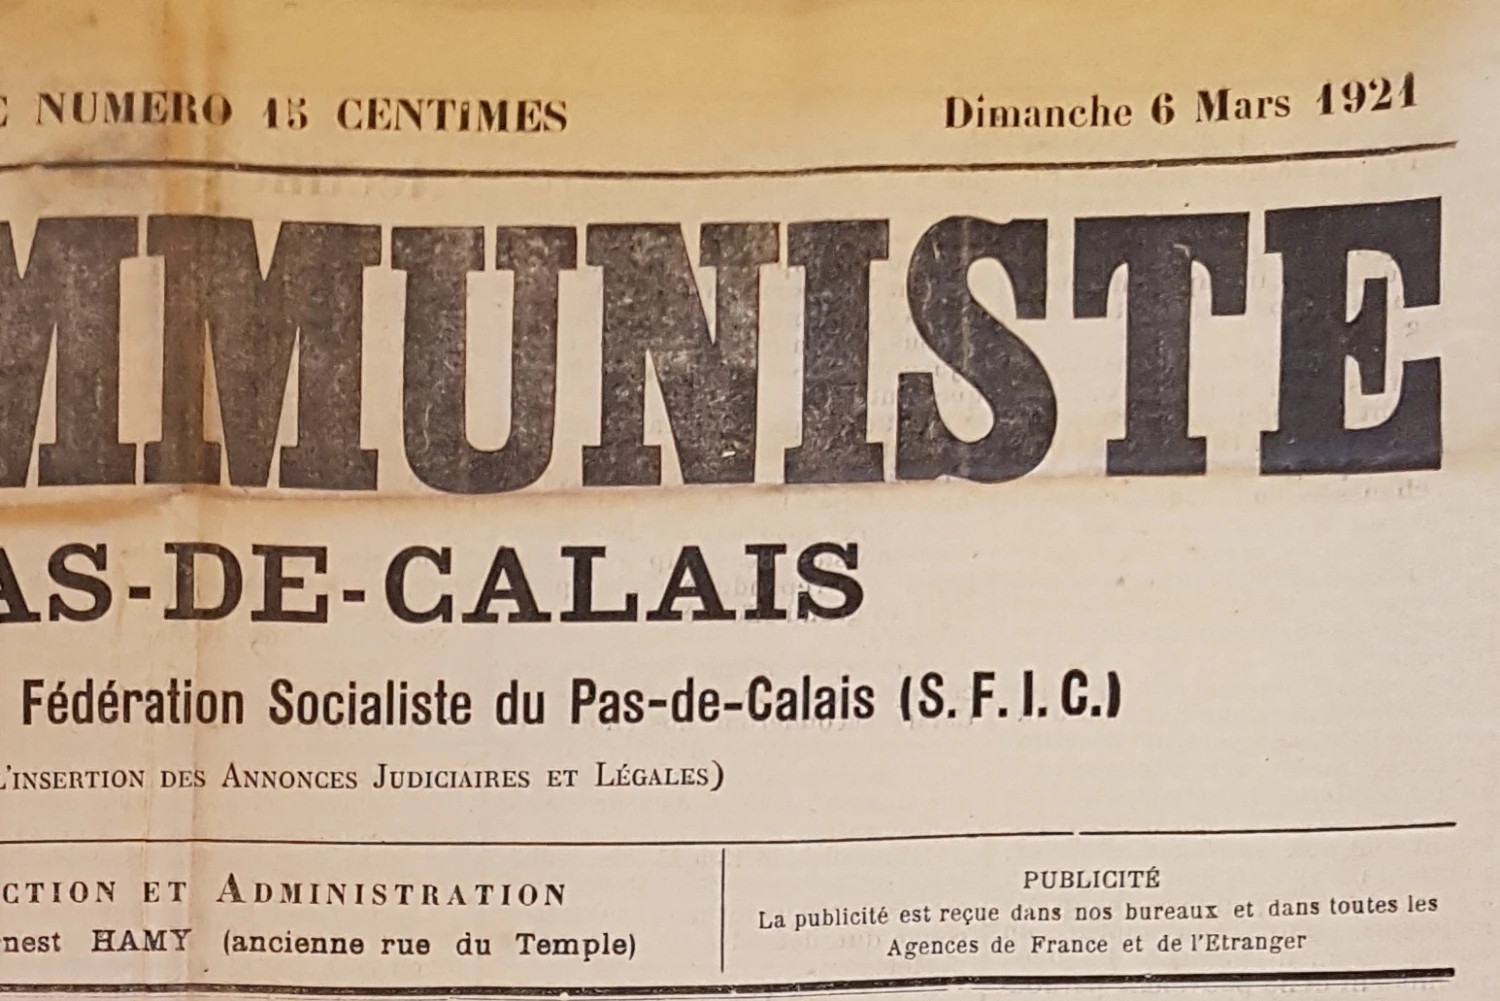 NUMERO 15 CENTIMES Dimanche 6 Mars 1921
MMUNISTE
AS-DE-CALAIS
Fédération Socialiste du Pas-de-Calais (S. F. I. C.)
L'INSERTION DES ANNONCES JUDICIAIRES ET LÉGALES)
CTION ET ADMINISTRATION
nest HAMY (ancienne rue du Temple)
PUBLICITÉ
La publicité est reçue dans nos bureaux et dans toutes les
Agences de France et de l'Etranger